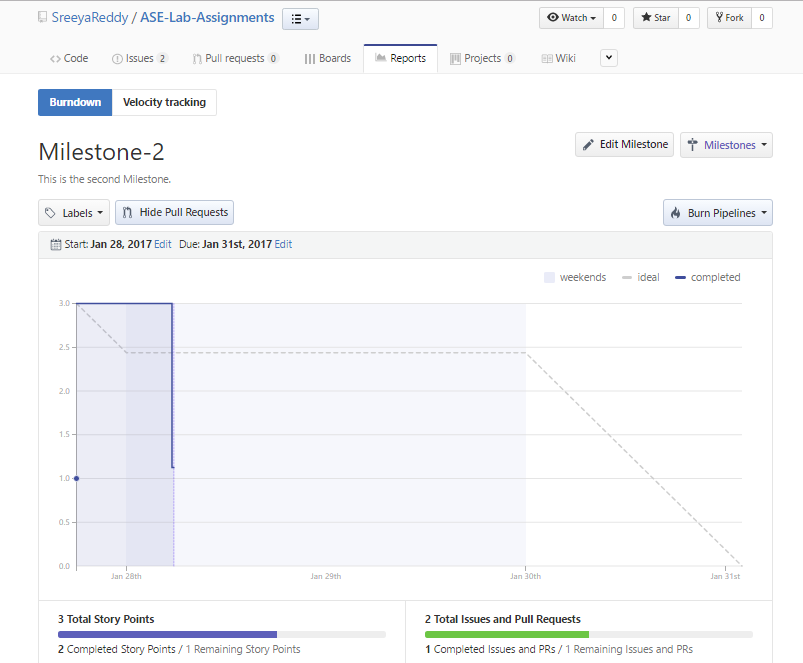 SreeyaReddy / ASE-Lab-Assignments
Watch 0 Star 0 Fork 0
Code Issues 2 Pull requests 0 Boards Reports Projects 0 Wiki
Burndown Velocity tracking
Milestone-2
Edit Milestone Milestones
This is the second Milestone.
Labels Hide Pull Requests Burn Pipelines
Start: Jan 28, 2017 Edit Due: Jan 31st, 2017 Edit
weekends ideal completed
3.0
2.5
2.0
1.5
1.0
0.5
0.0
Jan 28th Jan 29th Jan 30th Jan 31st
3 Total Story Points
2 Completed Story Points / 1 Remaining Story Points
2 Total Issues and Pull Requests
1 Completed Issues and PRs / 1 Remaining Issues and PRs